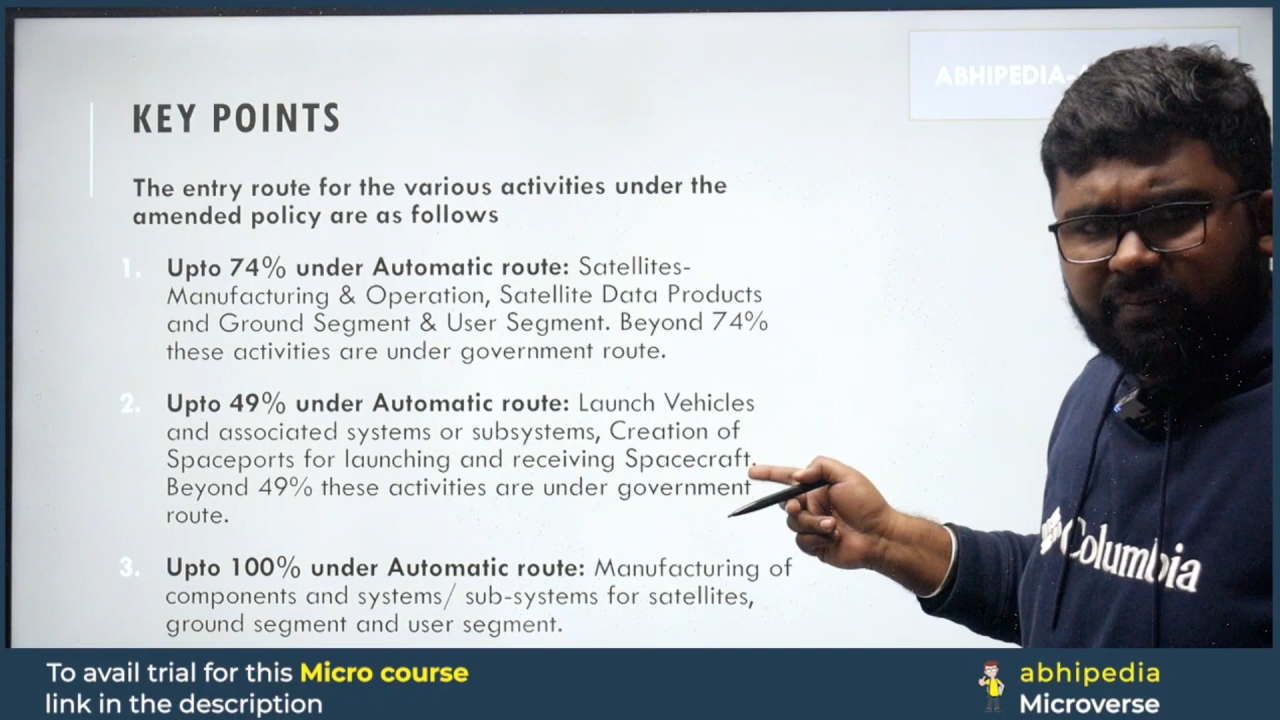 ABHIPEDIA-
KEY POINTS
The entry route for the various activities under the
amended policy are as follows
1. Upto 74% under Automatic route: Satellites-
Manufacturing & Operation, Satellite Data Products
and Ground Segment & User Segment. Beyond 74%
these activities are under government route.
2. Upto 49% under Automatic route: Launch Vehicles
and associated systems or subsystems, Creation of
Spaceports for launching and receiving Spacecraft.
Beyond 49% these activities are under government
route.
3. Upto 100% under Automatic route: Manufacturing of
components and systems/ sub-systems for satellites,
ground segment and user segment.
Columbia
To avail trial for this Micro course
link in the description
abhipedia
Microverse